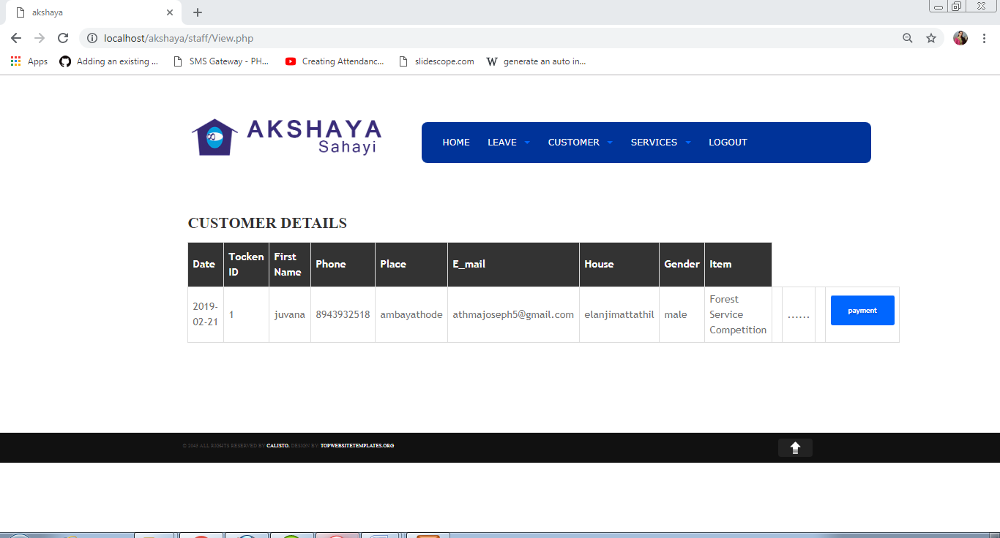 akshaya
localhost/akshaya/staff/View.php
Apps
Adding an existing ...
SMS Gateway - PH...
Creating Attendanc...
slidescope.com
W generate an auto in...
AKSHAYA
Sahayi
HOME LEAVE CUSTOMER SERVICES LOGOUT
CUSTOMER DETAILS
Date Tocken ID First Name Phone Place E_mail House Gender Item
2019-02-21 1 juvana 8943932518 ambayathode athmajoseph5@gmail.com elanjimattathil male Forest Service Competition ...... payment
© 2045 ALL RIGHTS RESERVED BY CALISTO. DESIGN BY: TOPWEBSITETEMPLATES.ORG